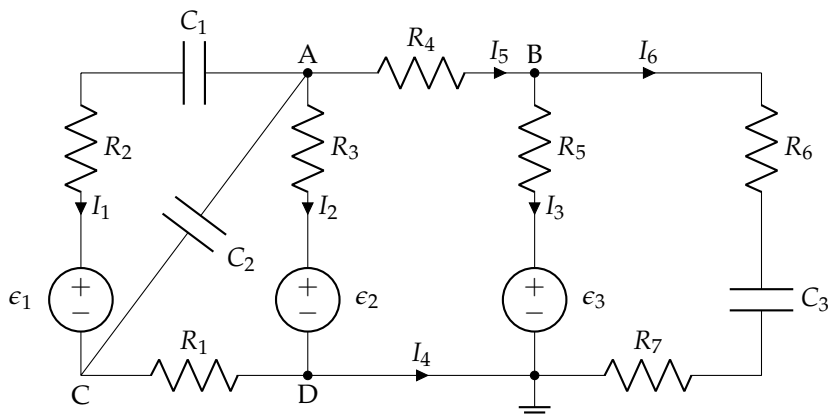 C₁
A
R₄
I₅
B
I₆
R₂
R₃
R₅
R₆
I₁
I₂
I₃
C₂
ϵ₁
+
−
ϵ₂
+
−
ϵ₃
+
−
C₃
R₁
I₄
R₇
C
D